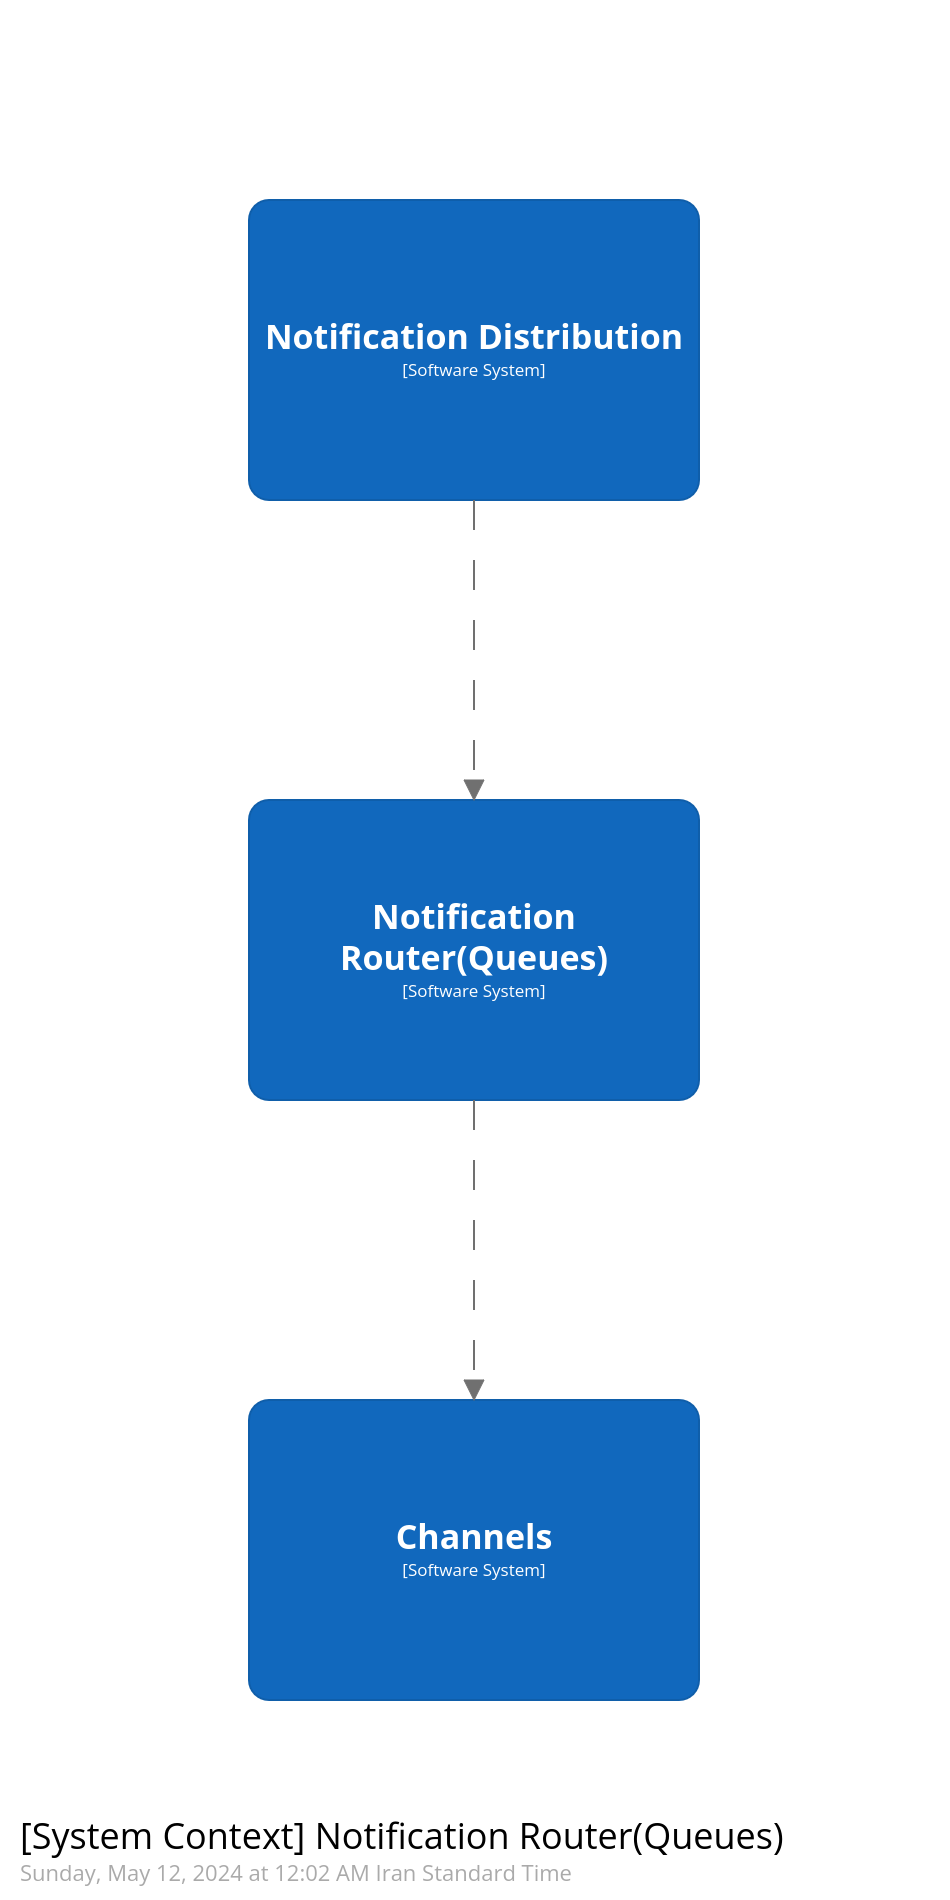 Notification Distribution
[Software System]
Notification
Router(Queues)
[Software System]
Channels
[Software System]
[System Context] Notification Router(Queues)
Sunday, May 12, 2024 at 12:02 AM Iran Standard Time